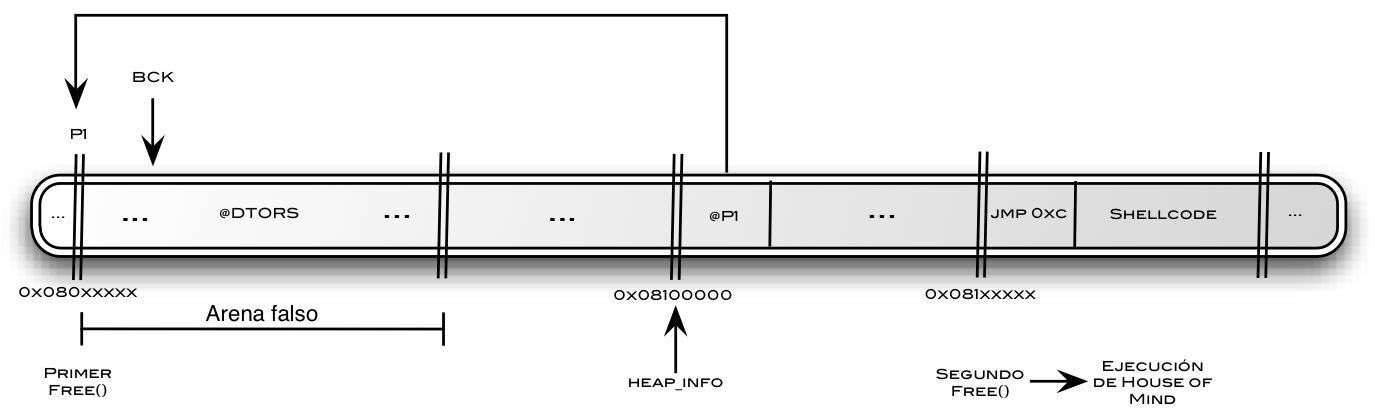 BCK
P1
... ... @DTORS ... ... @P1 ... JMP 0XC SHELLCODE ...
0X080XXXXX 0X08100000 0X081XXXXX
Arena falso
PRIMER
FREE()
HEAP_INFO
SEGUNDO
FREE()
EJECUCIÓN
DE HOUSE OF
MIND